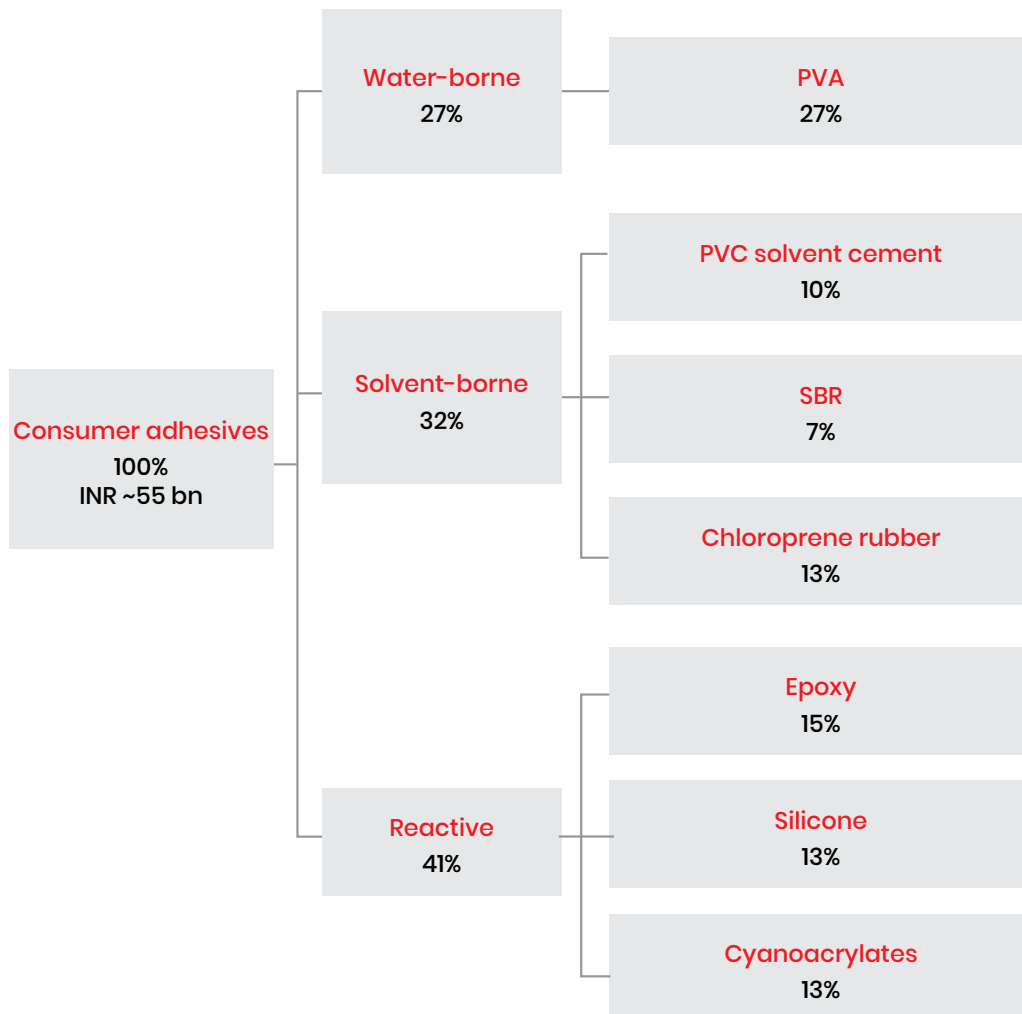 Consumer adhesives
100%
INR ~55 bn
Water-borne
27%
PVA
27%
Solvent-borne
32%
PVC solvent cement
10%
SBR
7%
Chloroprene rubber
13%
Reactive
41%
Epoxy
15%
Silicone
13%
Cyanoacrylates
13%